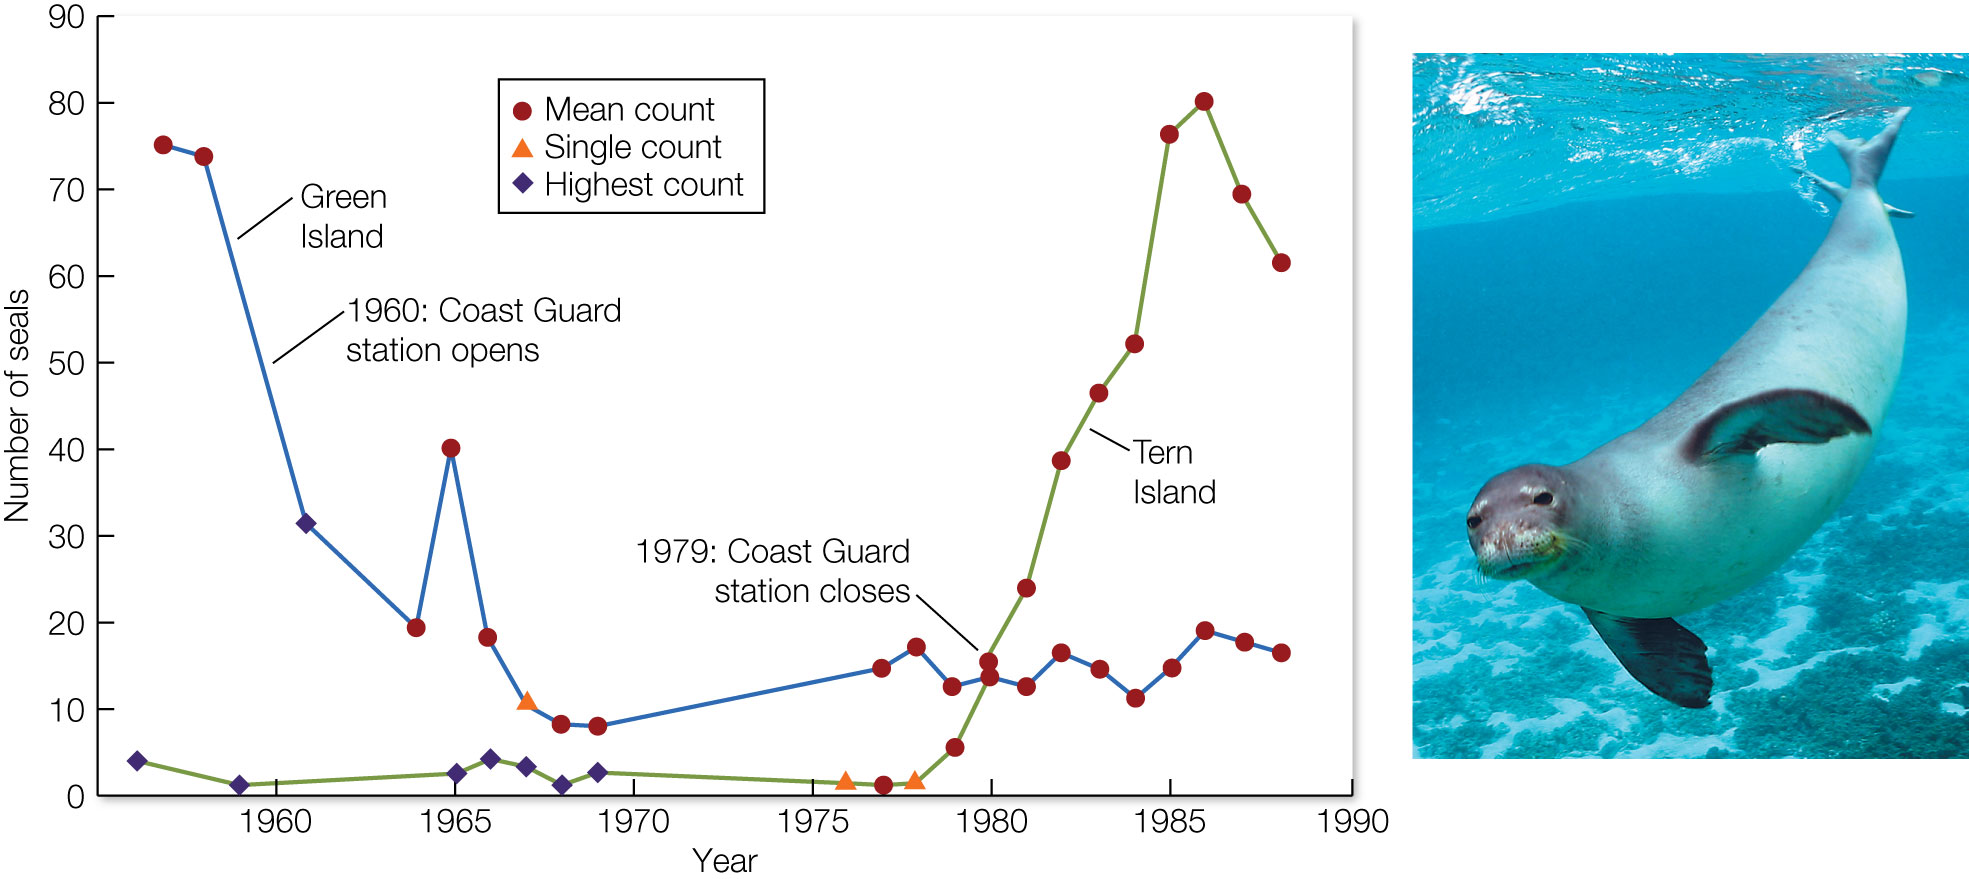 90
80
70
60
50
40
30
20
10
0
Number of seals
Mean count
Single count
Highest count
Green
Island
1960: Coast Guard
station opens
Tern
Island
1979: Coast Guard
station closes
1960
1965
1970
1975
1980
1985
1990
Year